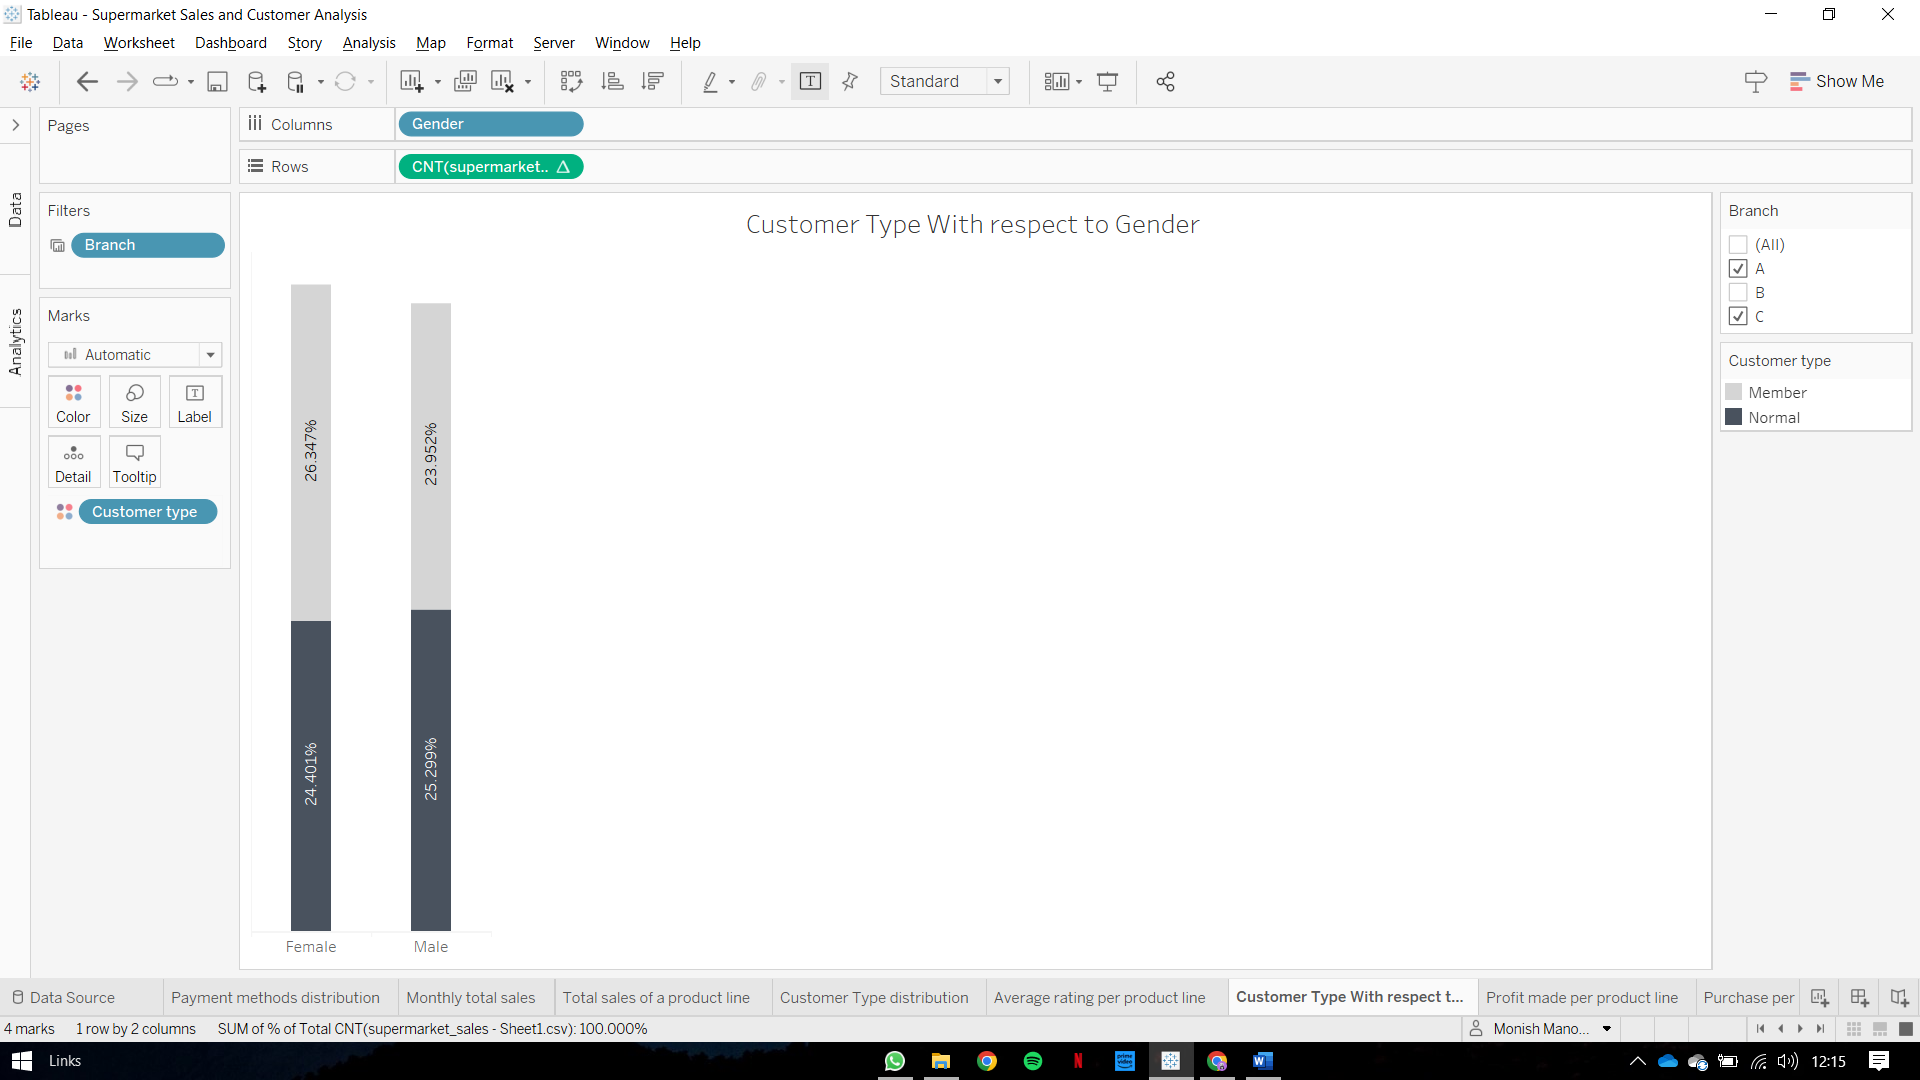 Tableau - Supermarket Sales and Customer Analysis
File Data Worksheet Dashboard Story Analysis Map Format Server Window Help
Standard
Show Me
Pages
Columns Gender
Rows CNT(supermarket..
Data
Analytics
Filters
Branch
Marks
Automatic
Color Size Label
Detail Tooltip
Customer type
Customer Type With respect to Gender
26.347%
23.952%
24.401%
25.299%
Female Male
Branch
(All)
A
B
C
Customer type
Member
Normal
Data Source Payment methods distribution Monthly total sales Total sales of a product line Customer Type distribution Average rating per product line Customer Type With respect t... Profit made per product line Purchase per
4 marks 1 row by 2 columns SUM of % of Total CNT(supermarket_sales - Sheet1.csv): 100.000% Monish Mano...
Links 12:15